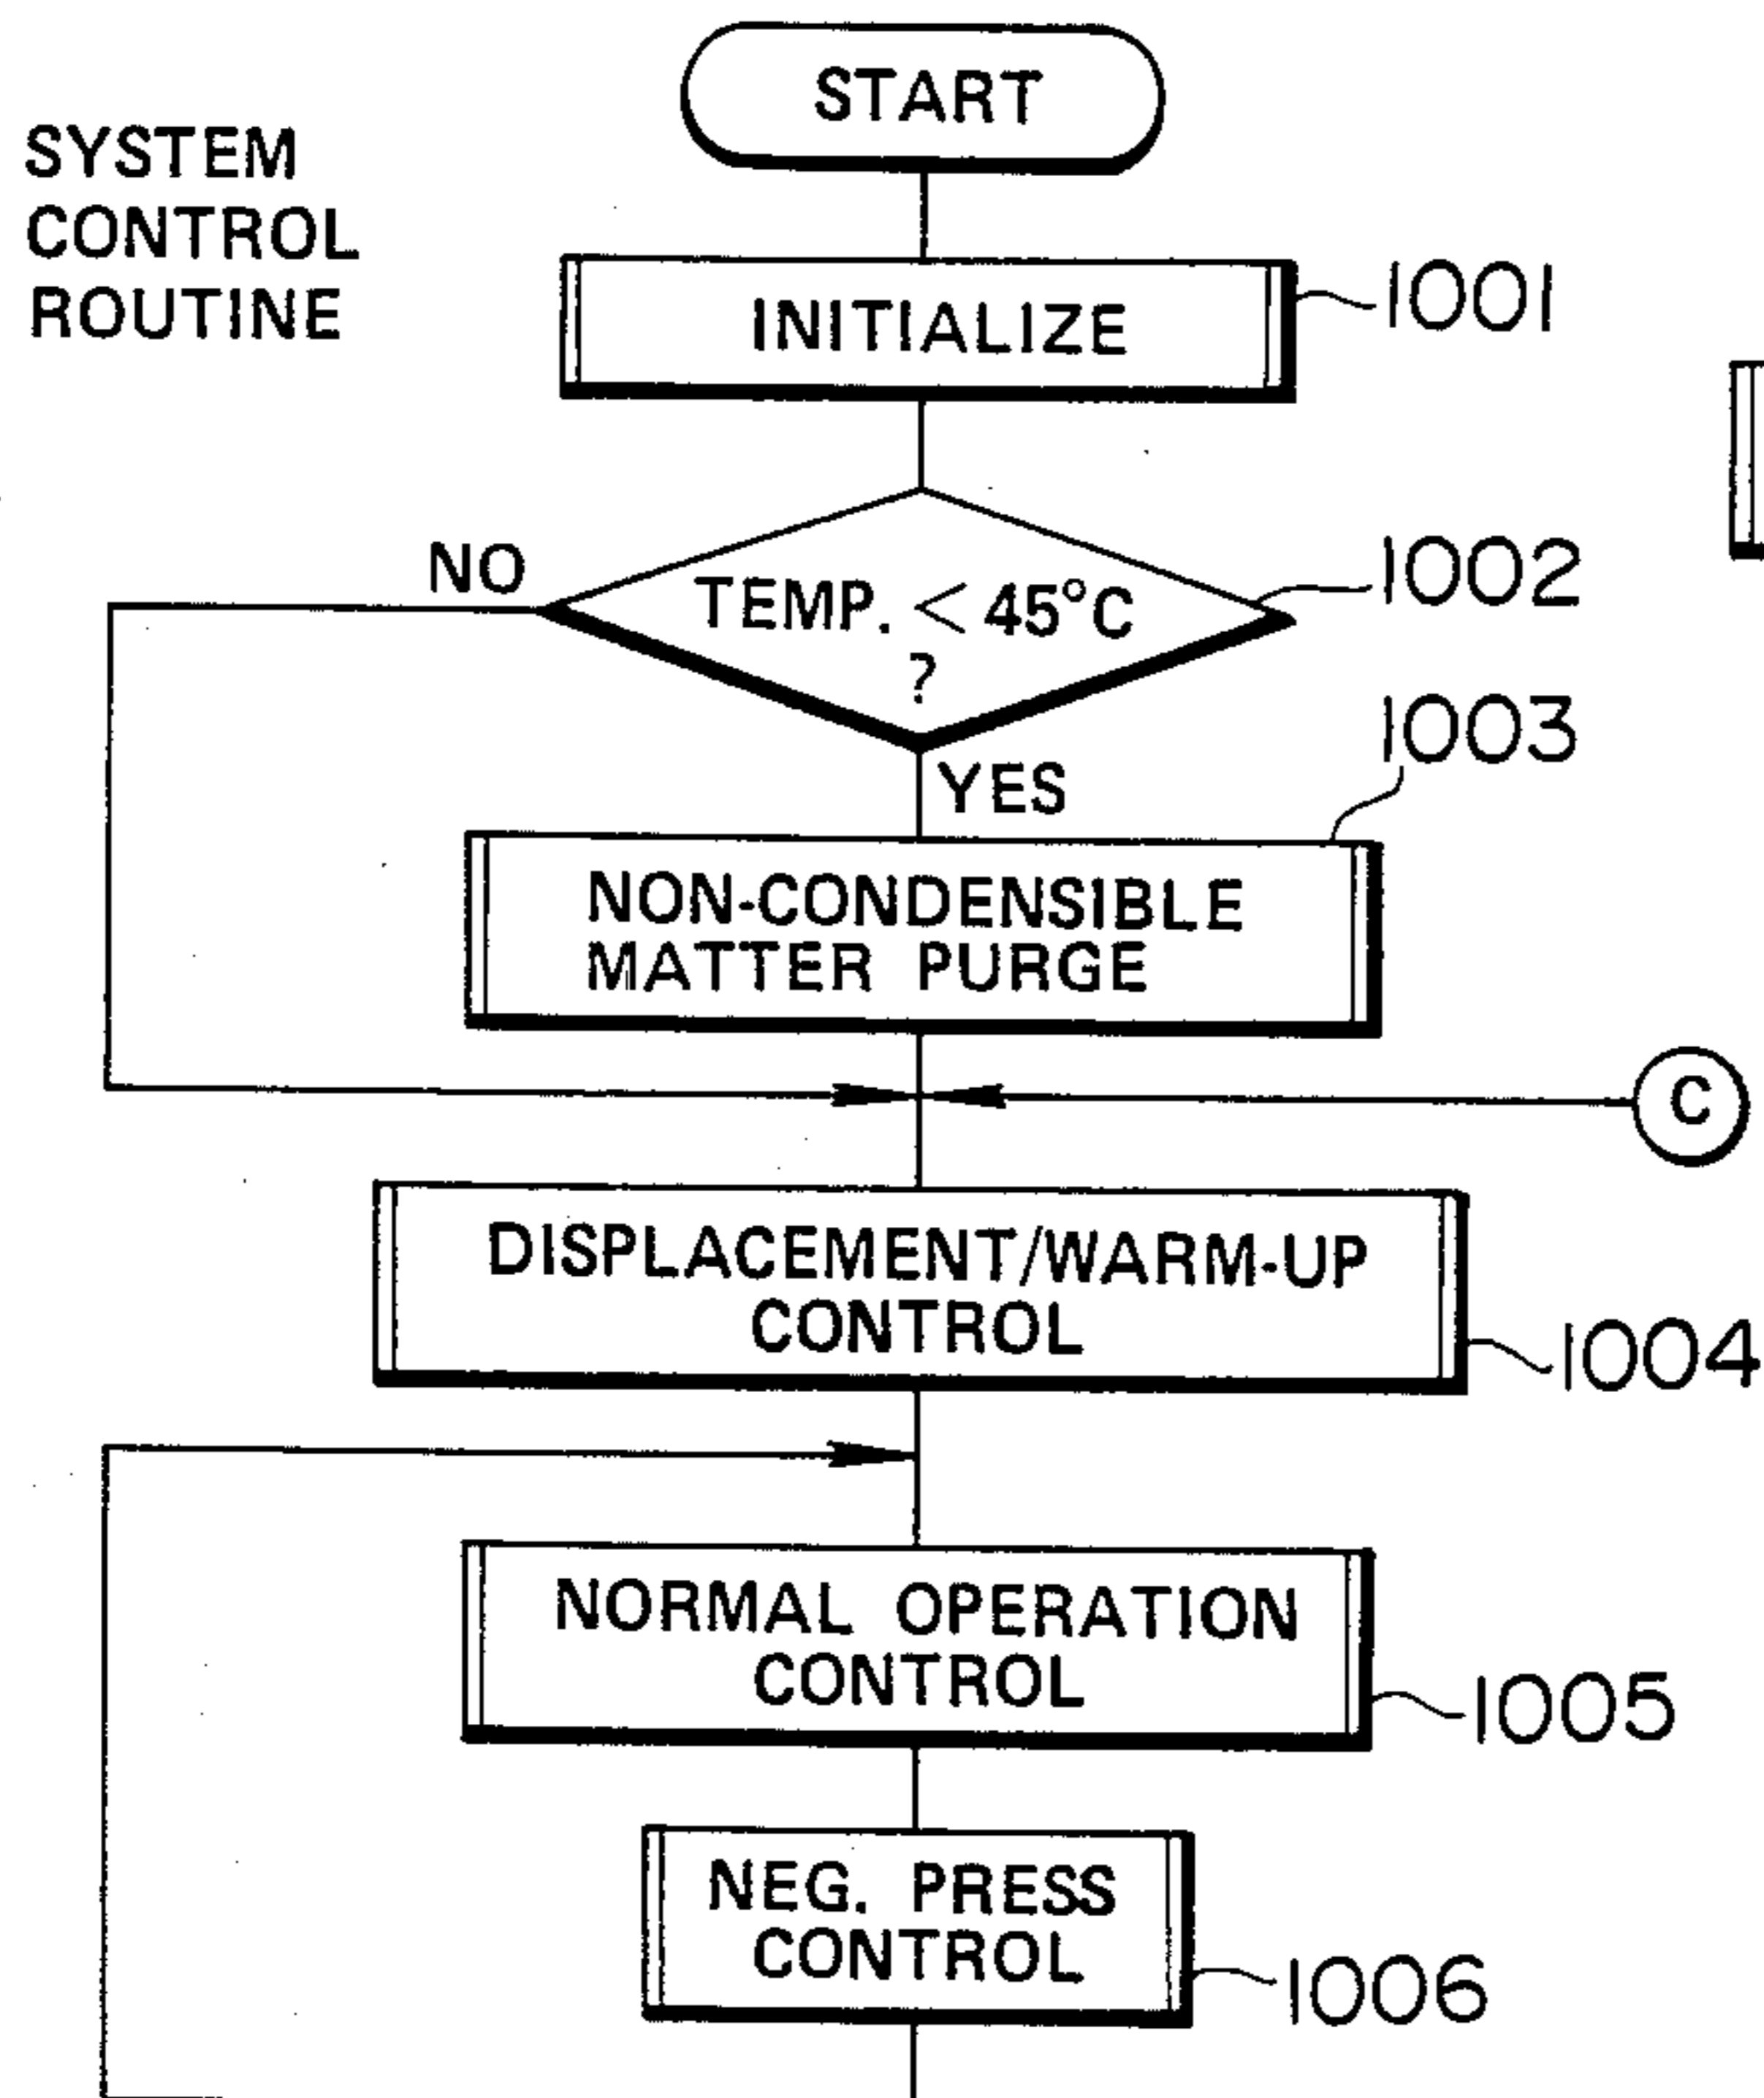 SYSTEM
CONTROL
ROUTINE
START
INITIALIZE
1001
NO
TEMP. < 45°C
?
1002
YES
1003
NON-CONDENSIBLE
MATTER PURGE
C
DISPLACEMENT/WARM-UP
CONTROL
1004
NORMAL OPERATION
CONTROL
1005
NEG. PRESS
CONTROL
1006